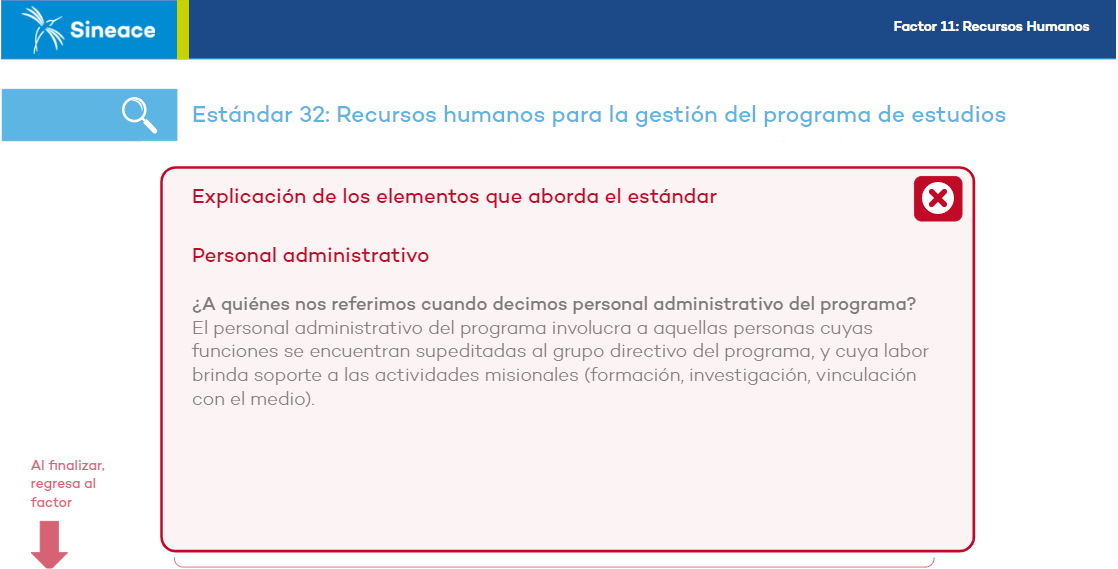 Sineace
Factor 11: Recursos Humanos
Estándar 32: Recursos humanos para la gestión del programa de estudios
Explicación de los elementos que aborda el estándar
Personal administrativo
¿A quiénes nos referimos cuando decimos personal administrativo del programa?
El personal administrativo del programa involucra a aquellas personas cuyas
funciones se encuentran supeditadas al grupo directivo del programa, y cuya labor
brinda soporte a las actividades misionales (formación, investigación, vinculación
con el medio).
Al finalizar,
regresa al
factor